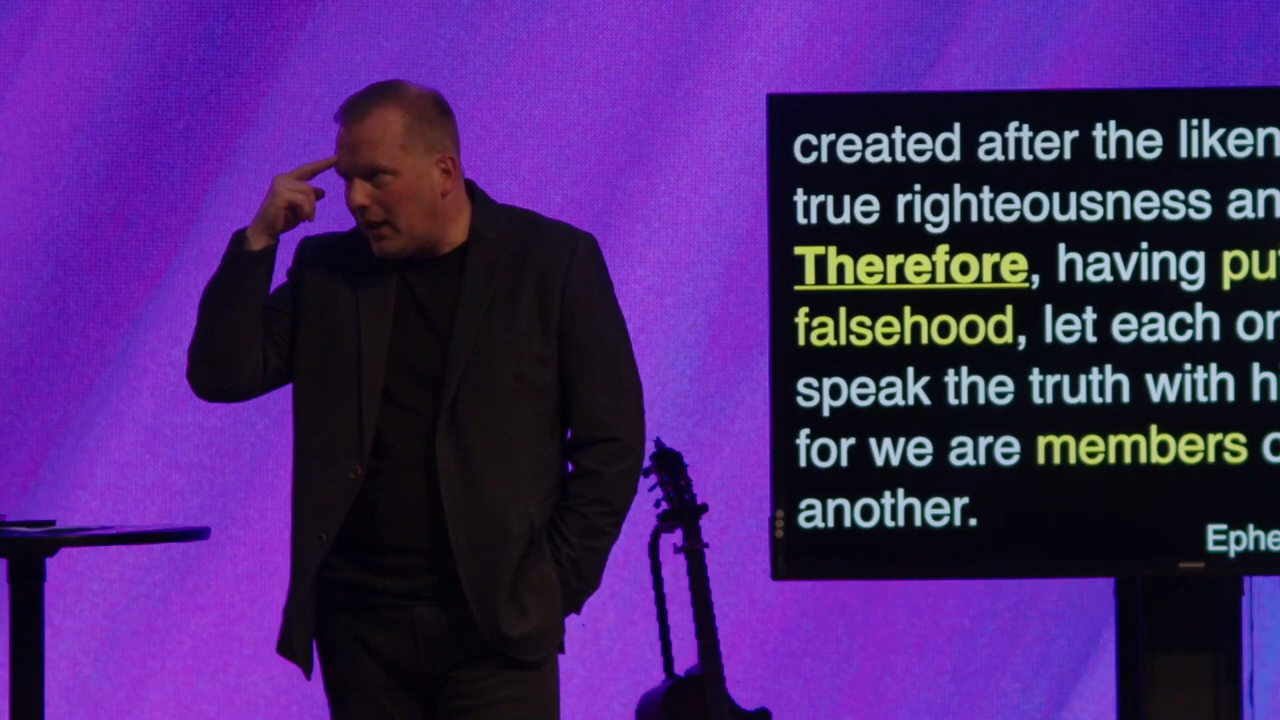 created after the liken
true righteousness an
Therefore, having pu
falsehood, let each or
speak the truth with h
for we are members o
another.
Ephe